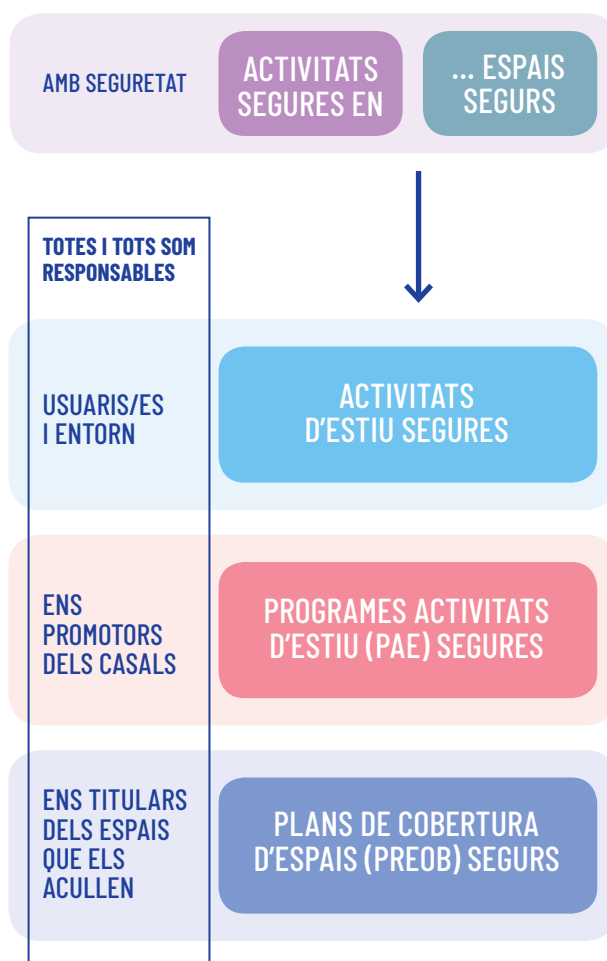 AMB SEGURETAT
ACTIVITATS
SEGURES EN
... ESPAIS
SEGURS
TOTES I TOTS SOM
RESPONSABLES
USUARIS/ES
I ENTORN
ACTIVITATS
D'ESTIU SEGURES
ENS
PROMOTORS
DELS CASALS
PROGRAMES ACTIVITATS
D'ESTIU (PAE) SEGURES
ENS TITULARS
DELS ESPAIS
QUE ELS
ACULLEN
PLANS DE COBERTURA
D'ESPAIS (PREOB) SEGURS